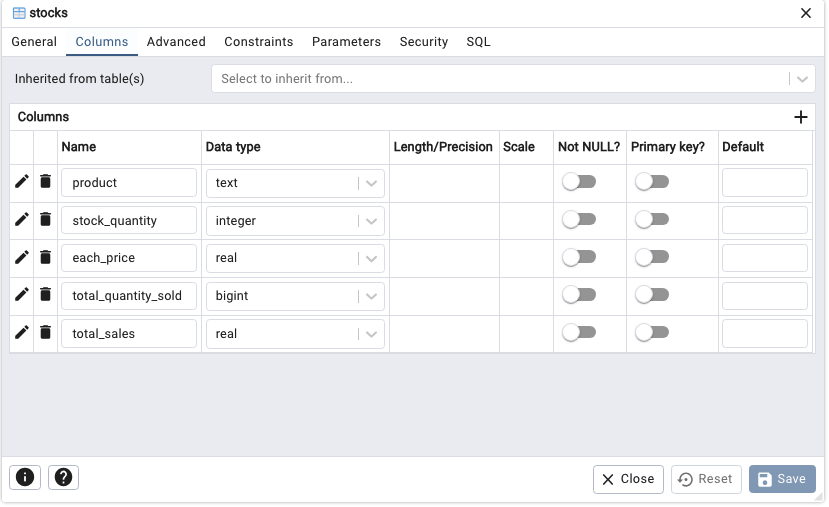 stocks
General Columns Advanced Constraints Parameters Security SQL
Inherited from table(s) Select to inherit from...
Columns
Name Data type Length/Precision Scale Not NULL? Primary key? Default
product text
stock_quantity integer
each_price real
total_quantity_sold bigint
total_sales real
Close Reset Save